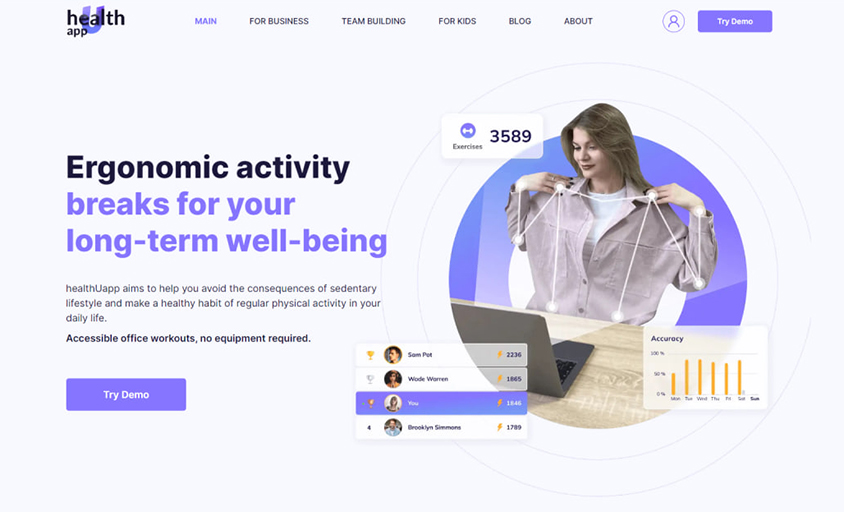 healthU
app
MAIN
FOR BUSINESS
TEAM BUILDING
FOR KIDS
BLOG
ABOUT
Try Demo
Exercises
3589
Ergonomic activity
breaks for your
long-term well-being
healthUapp aims to help you avoid the consequences of sedentary
lifestyle and make a healthy habit of regular physical activity in your
daily life.
Accessible office workouts, no equipment required.
Try Demo
Sam Pot 2236
Wade Warren 1865
You 1846
4 Brooklyn Simmons 1789
Accuracy
100 %
50 %
0 %
Mon Tue Wed Thu Fri Sat Sun